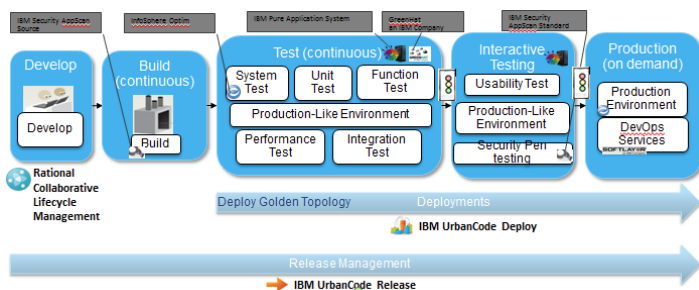 IBM Security AppScan
Source
InfoSphere Optim
IBM Pure Application System
GreenHat
an IBM Company
IBM Security
AppScan Standard
Develop
Develop
Build
(continuous)
Build
Test (continuous)
System
Test
Unit
Test
Function
Test
Production-Like Environment
Performance
Test
Integration
Test
Interactive
Testing
Usability Test
Production-Like
Environment
Security Pen
testing
Production
(on demand)
Production
Environment
DevOps
Services
SOFTLAYER
Rational
Collaborative
Lifecycle
Management
Deploy Golden Topology
Deployments
IBM UrbanCode Deploy
Release Management
IBM UrbanCode Release